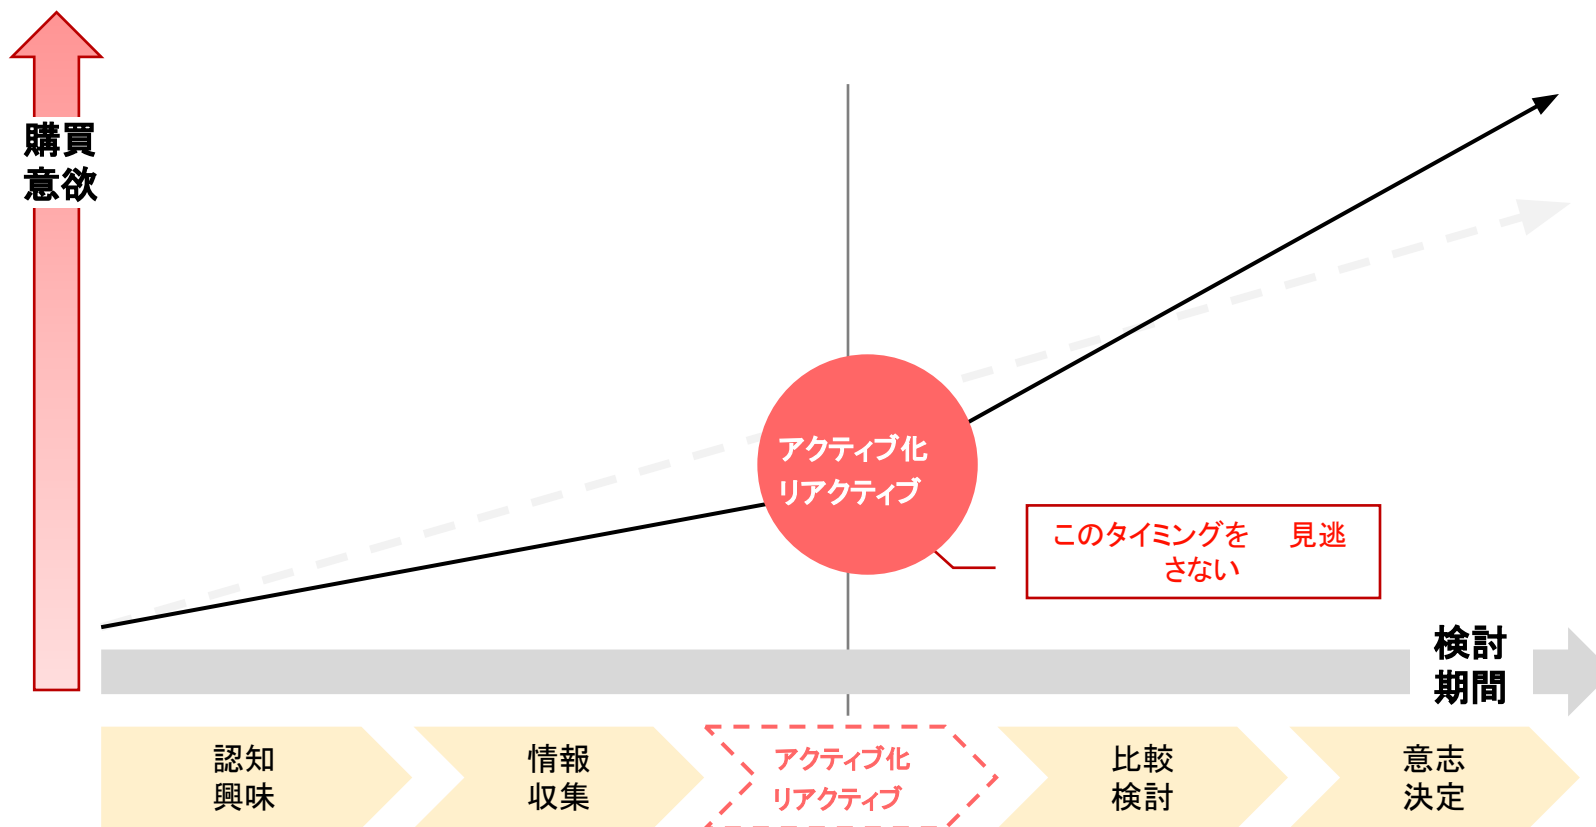 購買
意欲
アクティブ化
リアクティブ
このタイミングを　見逃
さない
検討
期間
認知
興味
情報
収集
アクティブ化
リアクティブ
比較
検討
意志
決定